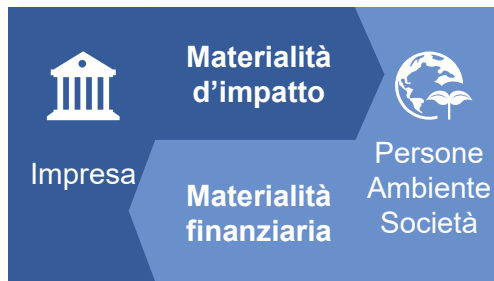 Materialità
d’impatto
Impresa
Persone
Ambiente
Società
Materialità
finanziaria